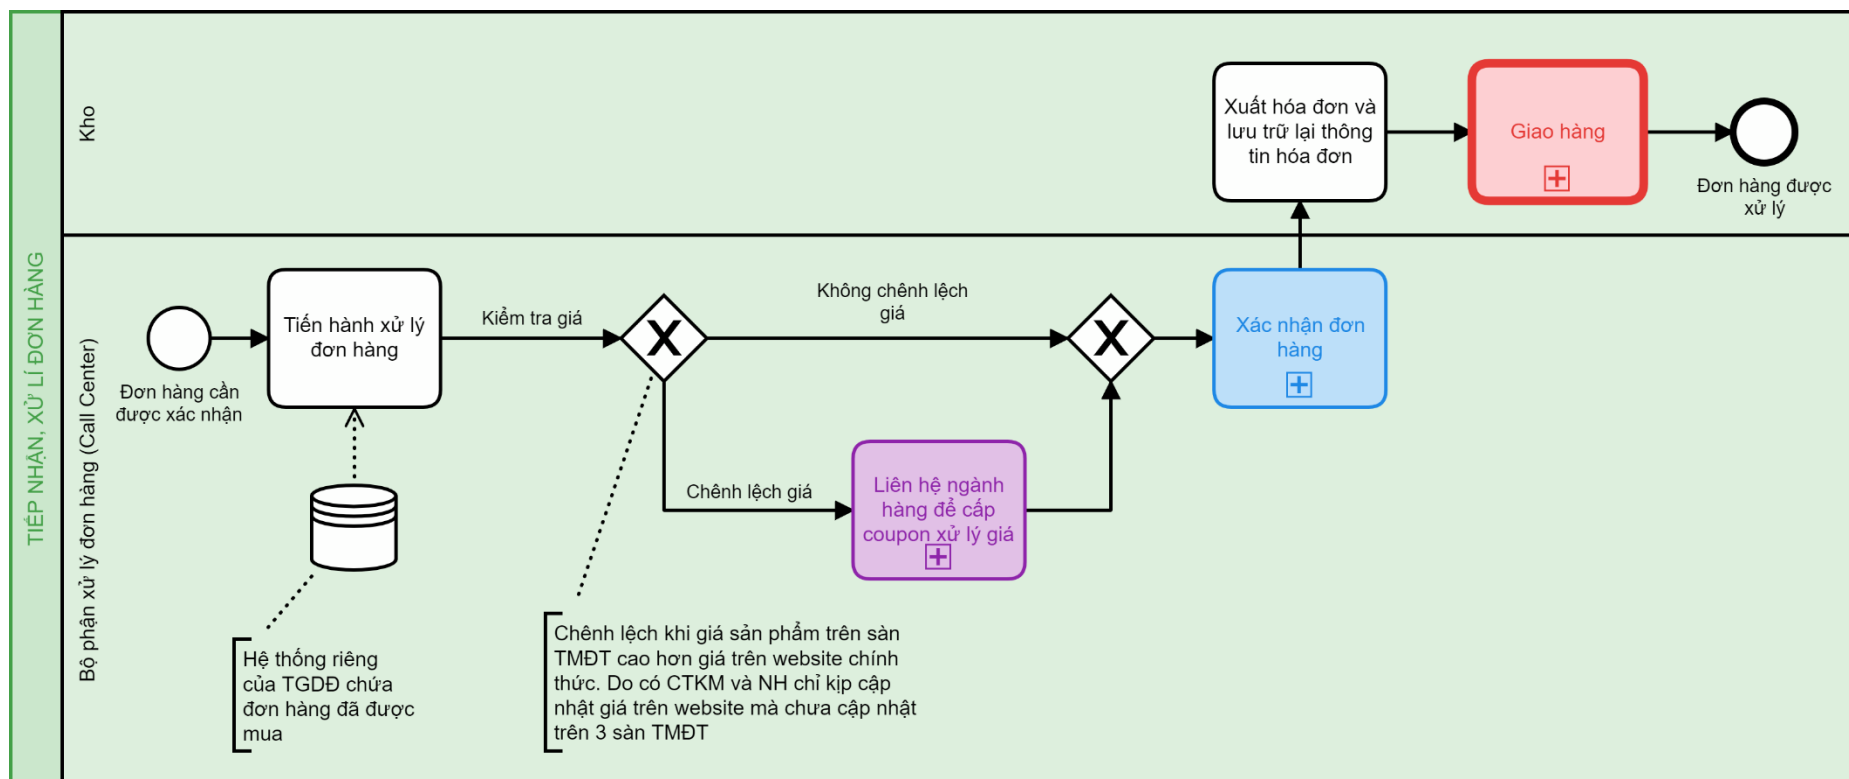 TIẾP NHẬN, XỬ LÍ ĐƠN HÀNG
Kho
Xuất hóa đơn và
lưu trữ lại thông
tin hóa đơn
Giao hàng
Đơn hàng được
xử lý
Bộ phận xử lý đơn hàng (Call Center)
Đơn hàng cần
được xác nhận
Tiến hành xử lý
đơn hàng
Kiểm tra giá
Không chênh lệch
giá
Chênh lệch giá
Liên hệ ngành
hàng để cấp
coupon xử lý giá
Xác nhận đơn
hàng
Hệ thống riêng
của TGDĐ chứa
đơn hàng đã được
mua
Chênh lệch khi giá sản phẩm trên sàn
TMĐT cao hơn giá trên website chính
thức. Do có CTKM và NH chỉ kịp cập
nhật giá trên website mà chưa cập nhật
trên 3 sàn TMĐT